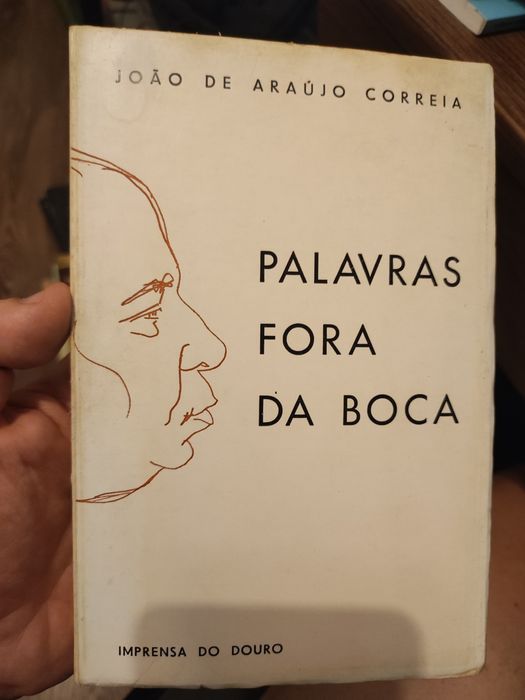 JOÃO DE ARAÚJO CORREIA
PALAVRAS
FORA
DA BOCA
IMPRENSA DO DOURO